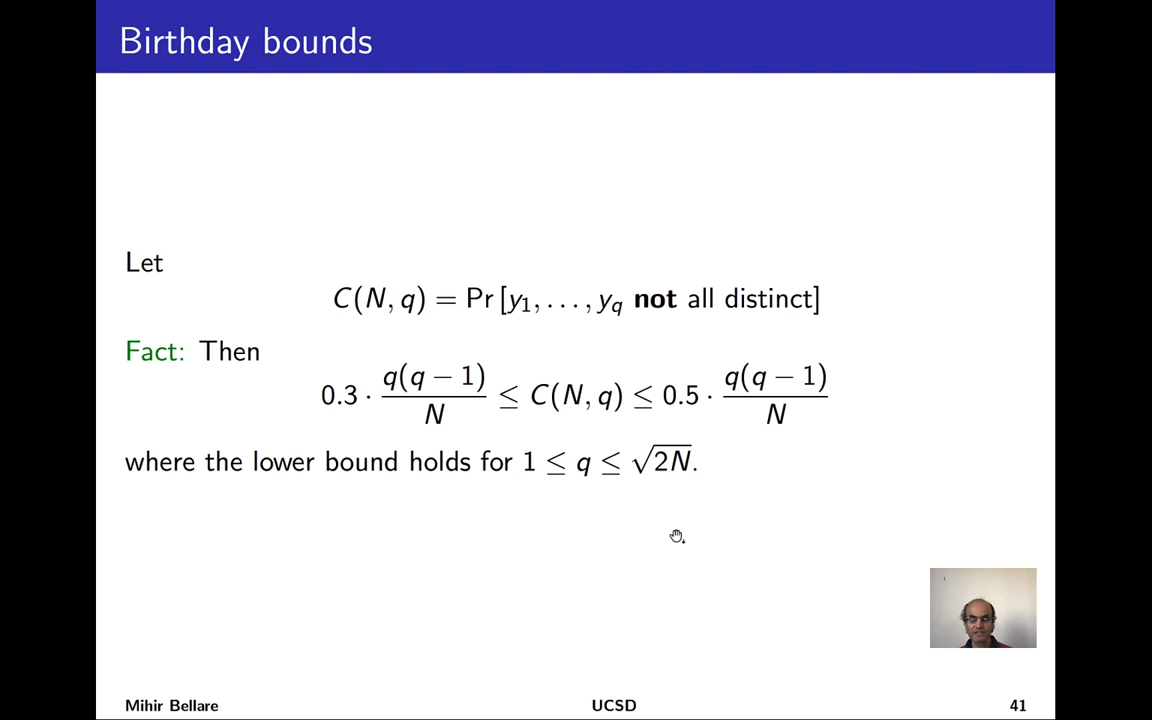 Birthday bounds
Let
C(N, q) = Pr [y₁, . . . , y_q not all distinct]
Fact: Then
0.3 · q(q − 1)/N ≤ C(N, q) ≤ 0.5 · q(q − 1)/N
where the lower bound holds for 1 ≤ q ≤ √2N.
Mihir Bellare UCSD 41